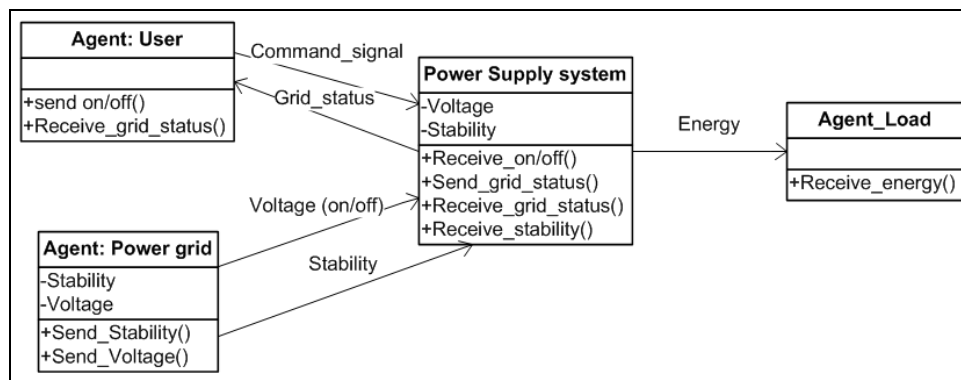 Agent: User
+send on/off()
+Receive_grid_status()
Command_signal
Grid_status
Power Supply system
-Voltage
-Stability
+Receive_on/off()
+Send_grid_status()
+Receive_grid_status()
+Receive_stability()
Energy
Agent_Load
+Receive_energy()
Voltage (on/off)
Agent: Power grid
-Stability
-Voltage
+Send_Stability()
+Send_Voltage()
Stability